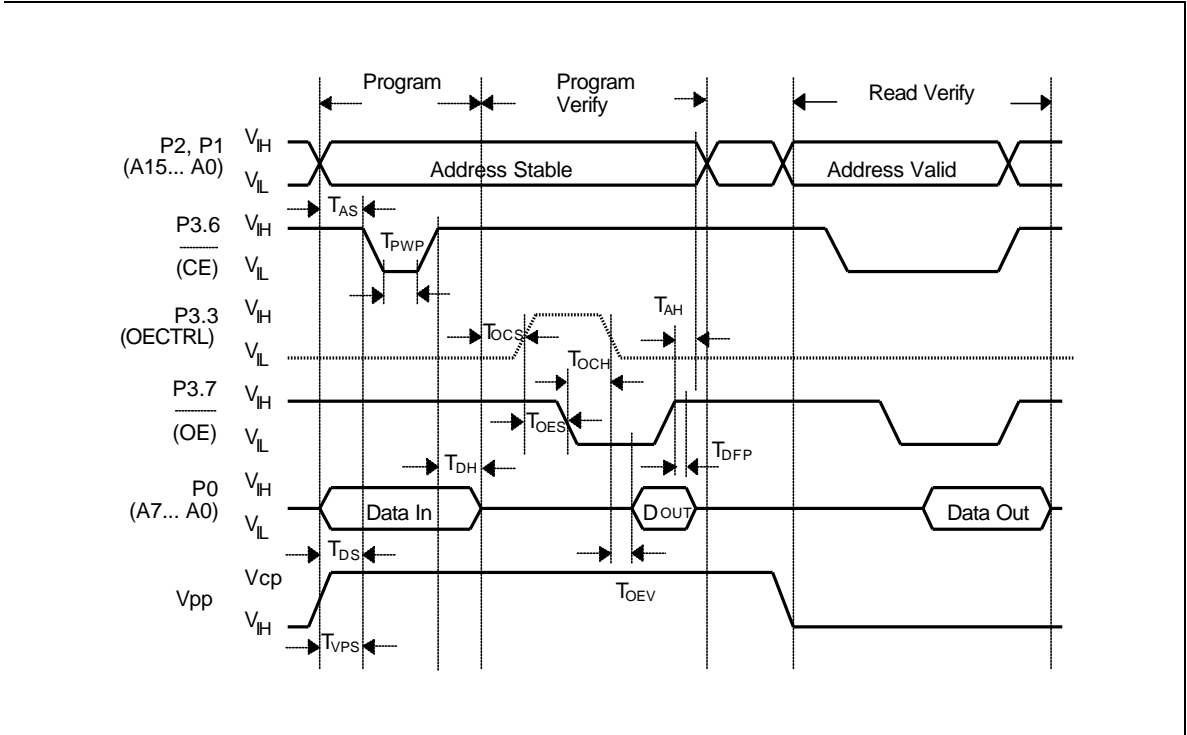 Program
Program
Verify
Read Verify
P2, P1
(A15... A0)
VIH
VIL
Address Stable
Address Valid
TAS
P3.6
(CE)
VIH
VIL
TPWP
P3.3
(OECTRL)
VIH
VIL
TOCS
TAH
TOCH
P3.7
(OE)
VIH
VIL
TOES
TDFP
TDH
P0
(A7... A0)
VIH
VIL
Data In
DOUT
Data Out
TDS
TOEV
Vpp
Vcp
VIH
TVPS